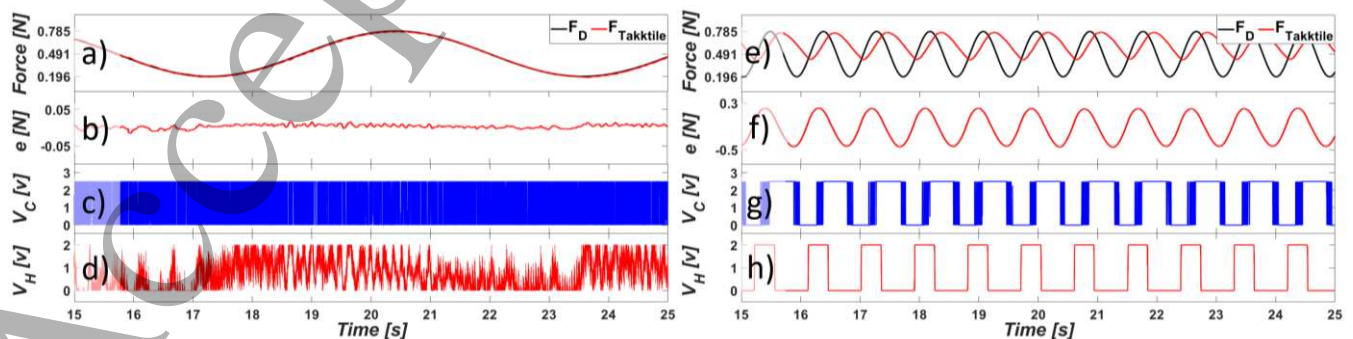 Force [N]
0.785
0.491
0.196
a)
F_D F_Takktile
e [N]
0.05
-0.05
b)
V_C [v]
3
2
1
0
c)
V_H [v]
2
1
0
d)
15 16 17 18 19 20 21 22 23 24 25
Time [s]
Force [N]
0.785
0.491
0.196
e)
F_D F_Takktile
e [N]
0.3
-0.5
f)
V_C [v]
3
2
1
0
g)
V_H [v]
2
1
0
h)
15 16 17 18 19 20 21 22 23 24 25
Time [s]
Accep